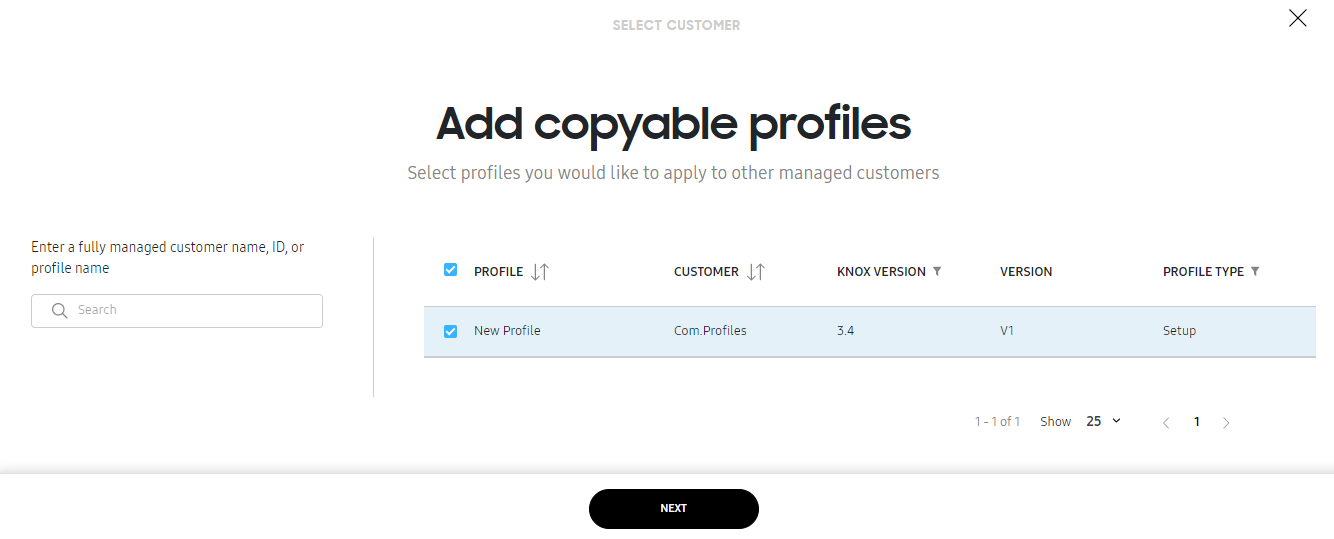 SELECT CUSTOMER
Add copyable profiles
Select profiles you would like to apply to other managed customers
Enter a fully managed customer name, ID, or
profile name
Search
PROFILE CUSTOMER KNOX VERSION VERSION PROFILE TYPE
New Profile Com.Profiles 3.4 V1 Setup
1 - 1 of 1 Show 25 1
NEXT